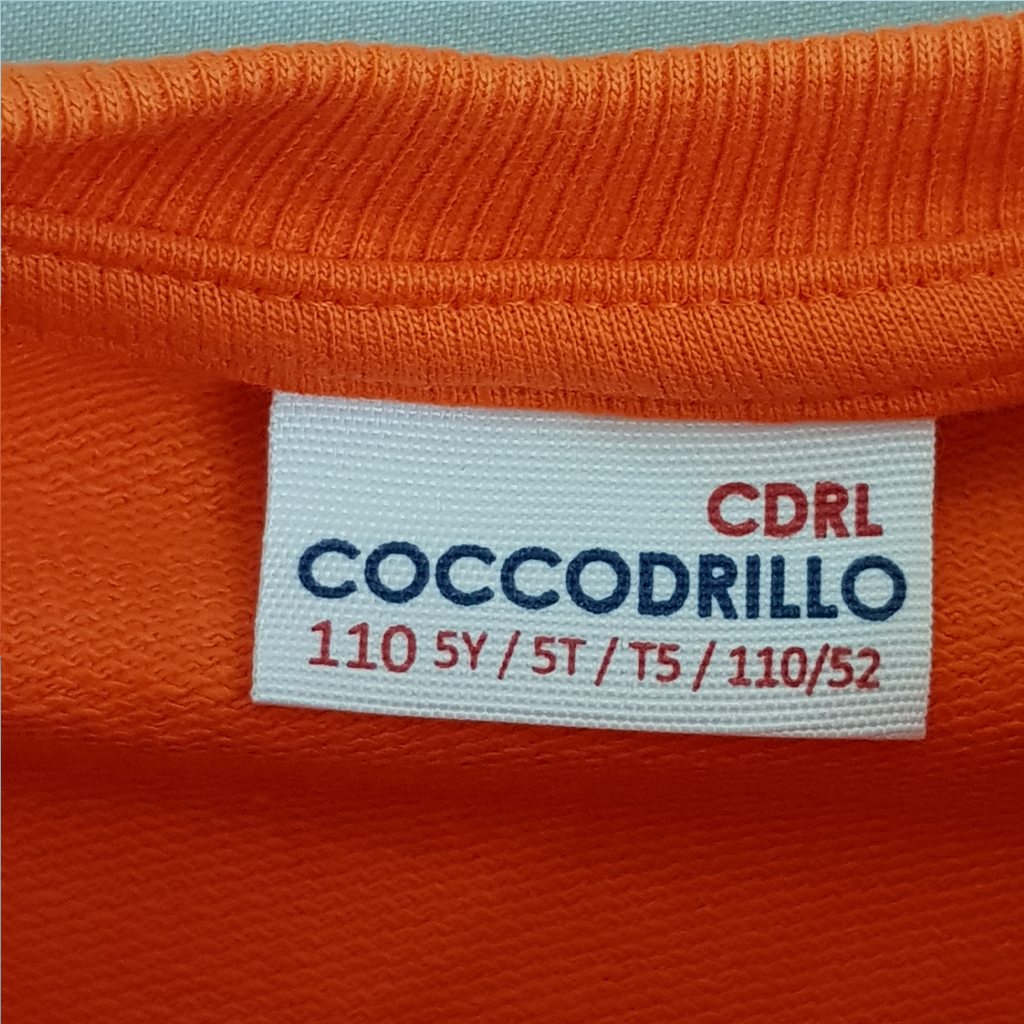 CDRL
COCCODRILLO
110 5Y / 5T / T5 / 110/52